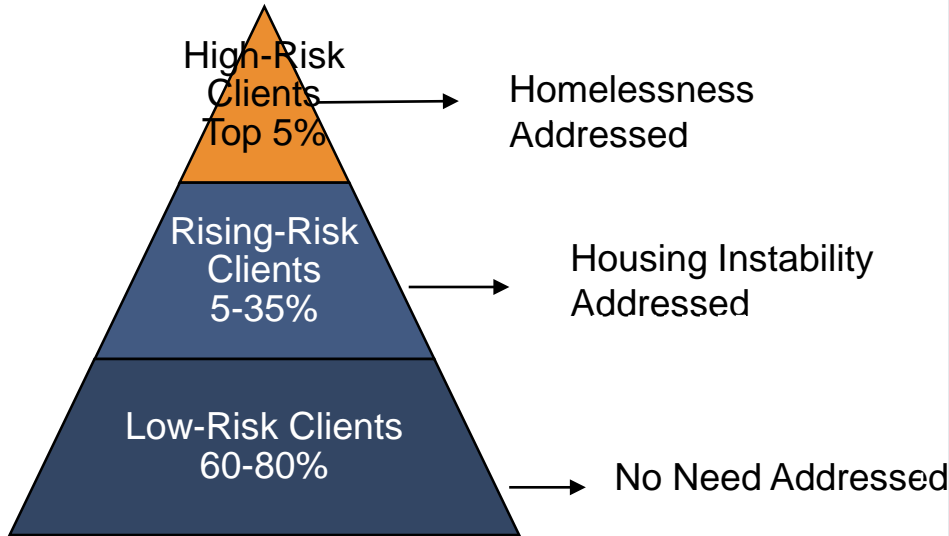 High-Risk
Clients
Top 5%
Homelessness
Addressed
Rising-Risk
Clients
5-35%
Housing Instability
Addressed
Low-Risk Clients
60-80%
No Need Addressed